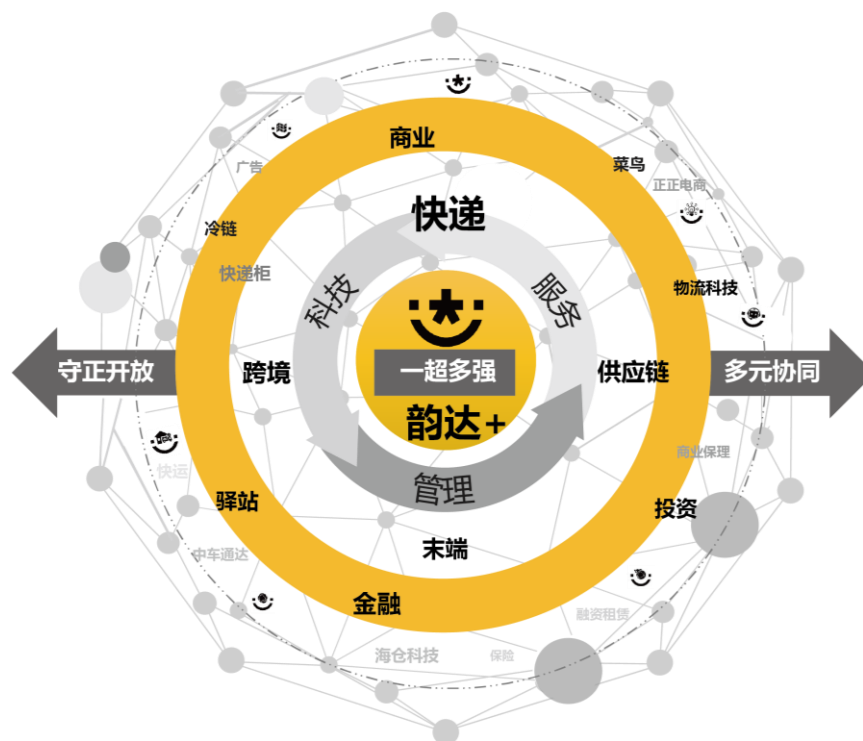 商业
菜鸟
广告
正正电商
快递
冷链
快递柜
科技
服务
物流科技
守正开放
跨境
一超多强
供应链
多元协同
韵达+
商业保理
快运
管理
驿站
投资
末端
中车通达
金融
融资租赁
海仓科技
保险